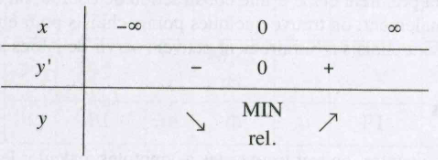 x -∞ 0 ∞
y' - 0 +
y ↘ MIN ↗
rel.